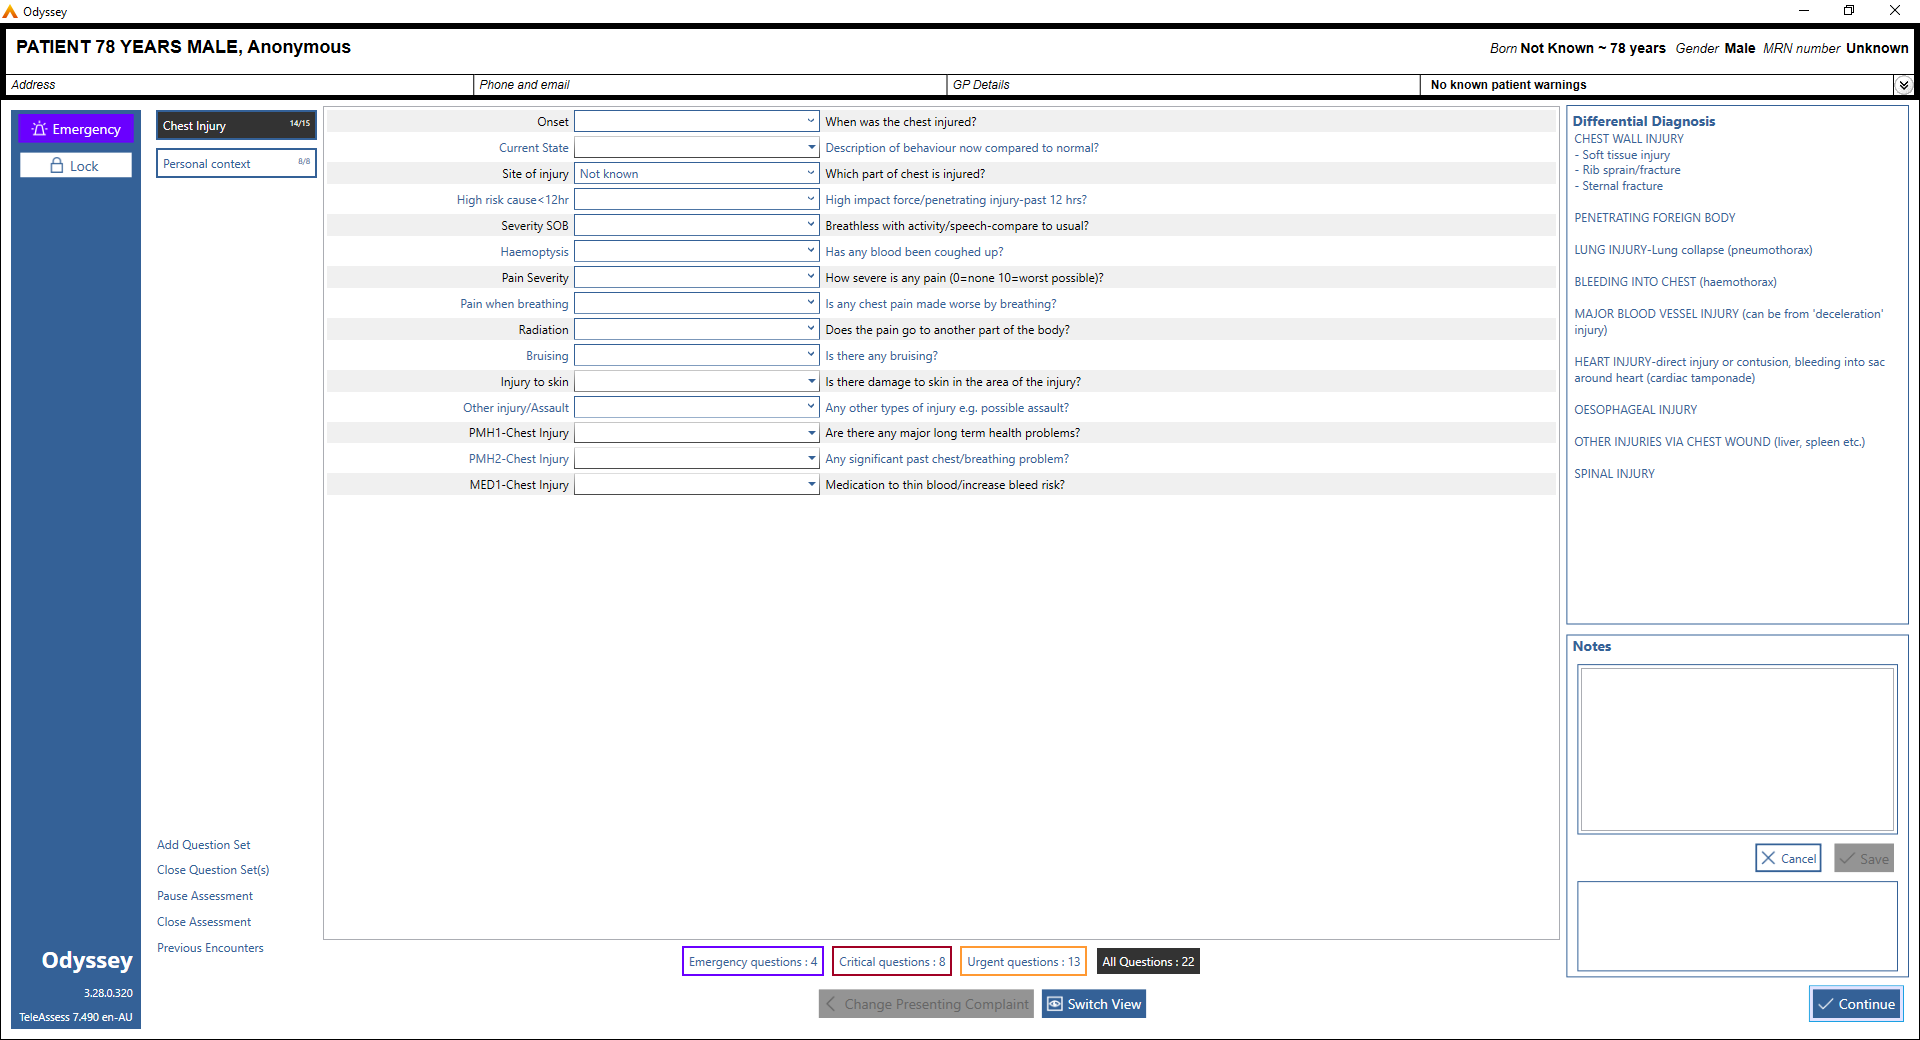 Odyssey
PATIENT 78 YEARS MALE, Anonymous
Born Not Known ~ 78 years Gender Male MRN number Unknown
Address
Phone and email
GP Details
No known patient warnings
Emergency
Lock
Chest Injury 14/15
Personal context 8/8
Onset When was the chest injured?
Current State Description of behaviour now compared to normal?
Site of injury Not known Which part of chest is injured?
High risk cause<12hr High impact force/penetrating injury-past 12 hrs?
Severity SOB Breathless with activity/speech-compare to usual?
Haemoptysis Has any blood been coughed up?
Pain Severity How severe is any pain (0=none 10=worst possible)?
Pain when breathing Is any chest pain made worse by breathing?
Radiation Does the pain go to another part of the body?
Bruising Is there any bruising?
Injury to skin Is there damage to skin in the area of the injury?
Other injury/Assault Any other types of injury e.g. possible assault?
PMH1-Chest Injury Are there any major long term health problems?
PMH2-Chest Injury Any significant past chest/breathing problem?
MED1-Chest Injury Medication to thin blood/increase bleed risk?
Differential Diagnosis
CHEST WALL INJURY
- Soft tissue injury
- Rib sprain/fracture
- Sternal fracture
PENETRATING FOREIGN BODY
LUNG INJURY-Lung collapse (pneumothorax)
BLEEDING INTO CHEST (haemothorax)
MAJOR BLOOD VESSEL INJURY (can be from 'deceleration'
injury)
HEART INJURY-direct injury or contusion, bleeding into sac
around heart (cardiac tamponade)
OESOPHAGEAL INJURY
OTHER INJURIES VIA CHEST WOUND (liver, spleen etc.)
SPINAL INJURY
Notes
Cancel
Save
Add Question Set
Close Question Set(s)
Pause Assessment
Close Assessment
Previous Encounters
Odyssey
3.28.0.320
TeleAssess 7.490 en-AU
Emergency questions : 4
Critical questions : 8
Urgent questions : 13
All Questions : 22
Change Presenting Complaint
Switch View
Continue